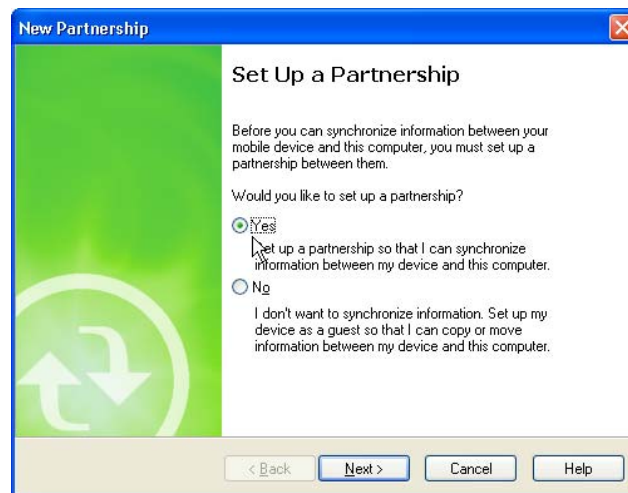 New Partnership
Set Up a Partnership
Before you can synchronize information between your
mobile device and this computer, you must set up a
partnership between them.
Would you like to set up a partnership?
Yes
Set up a partnership so that I can synchronize
information between my device and this computer.
No
I don't want to synchronize information. Set up my
device as a guest so that I can copy or move
information between my device and this computer.
< Back Next > Cancel Help